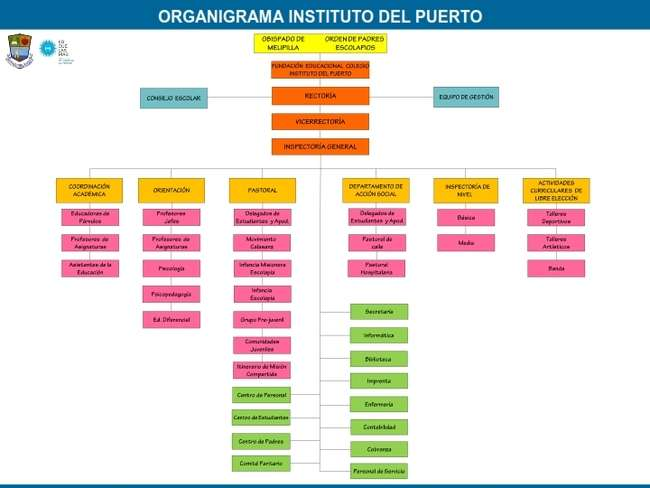 ORGANIGRAMA INSTITUTO DEL PUERTO
OBISPADO DE
MELIPILLA
ORDEN DE PADRES
ESCOLAPIOS
FUNDACIÓN EDUCACIONAL COLEGIO
INSTITUTO DEL PUERTO
CONSEJO ESCOLAR
RECTORÍA
EQUIPO DE GESTIÓN
VICERRECTORÍA
INSPECTORÍA GENERAL
COORDINACIÓN
ACADÉMICA
ORIENTACIÓN
PASTORAL
DEPARTAMENTO DE
ACCIÓN SOCIAL
INSPECTORÍA DE
NIVEL
ACTIVIDADES
CURRICULARES DE
LIBRE ELECCIÓN
Educadores de
Párvulos
Profesores de
Asignaturas
Asistentes de la
Educación
Profesores
Jefes
Profesores de
Asignaturas
Psicología
Psicopedagogía
Ed. Diferencial
Delegados de
Estudiantes y Apod.
Movimiento
Calasanz
Infancia Misionera
Escolapia
Infancia
Escolapia
Grupo Pre-juvenil
Comunidades
Juveniles
Itinerario de Misión
Compartida
Delegados de
Estudiantes y Apod.
Pastoral de
calle
Pastoral
Hospitalaria
Básica
Media
Talleres
Deportivos
Talleres
Artísticos
Banda
Centro de Personal
Centro de Estudiantes
Centro de Padres
Comité Paritario
Secretaría
Informática
Biblioteca
Imprenta
Enfermería
Contabilidad
Cobranza
Personal de Servicio